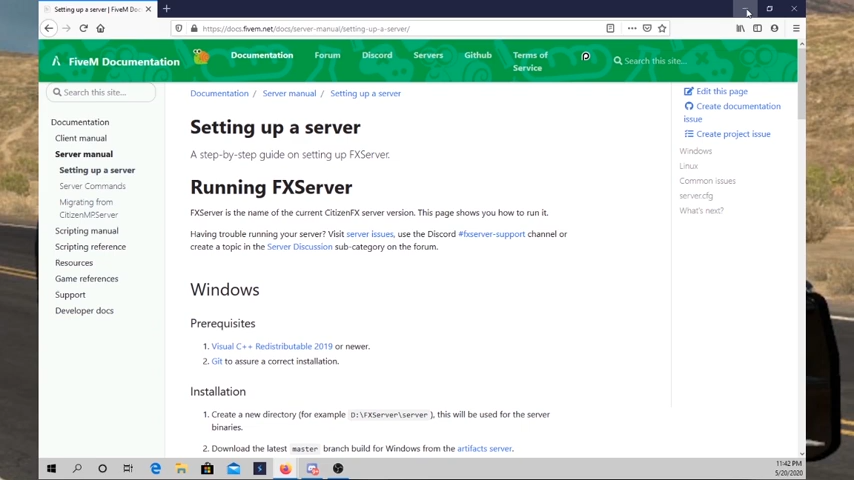 Setting up a server | FiveM Doc
https://docs.fivem.net/docs/server-manual/setting-up-a-server/
FiveM Documentation
Documentation
Forum
Discord
Servers
Github
Terms of
Service
Search this site...
Search this site...
Documentation / Server manual / Setting up a server
Edit this page
Create documentation
issue
Create project issue
Windows
Linux
Common issues
server.cfg
What's next?
Documentation
Client manual
Server manual
Setting up a server
Server Commands
Migrating from
CitizenMP.Server
Scripting manual
Scripting reference
Resources
Game references
Support
Developer docs
Setting up a server
A step-by-step guide on setting up FXServer.
Running FXServer
FXServer is the name of the current CitizenFX server version. This page shows you how to run it.
Having trouble running your server? Visit server issues, use the Discord #fxserver-support channel or
create a topic in the Server Discussion sub-category on the forum.
Windows
Prerequisites
1. Visual C++ Redistributable 2019 or newer.
2. Git to assure a correct installation.
Installation
1. Create a new directory (for example D:\FXServer\server), this will be used for the server
binaries.
2. Download the latest master branch build for Windows from the artifacts server.
11:42 PM
5/20/2020